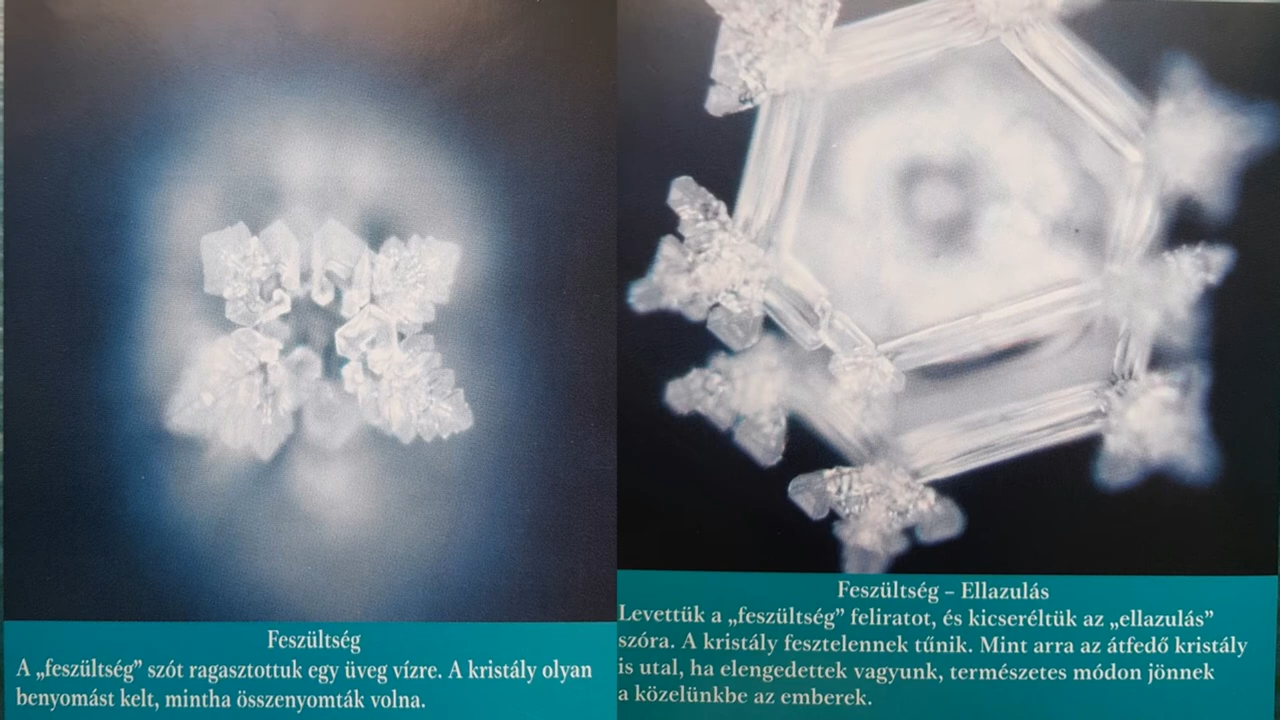 Feszültség
A „feszültség” szót ragasztottuk egy üveg vízre. A kristály olyan
benyomást kelt, mintha összenyomták volna.
Feszültség – Ellazulás
Levettük a „feszültség” feliratot, és kicseréltük az „ellazulás”
szóra. A kristály fesztelennek tűnik. Mint arra az átfedő kristály
is utal, ha elengedettek vagyunk, természetes módon jönnek
a közelünkbe az emberek.